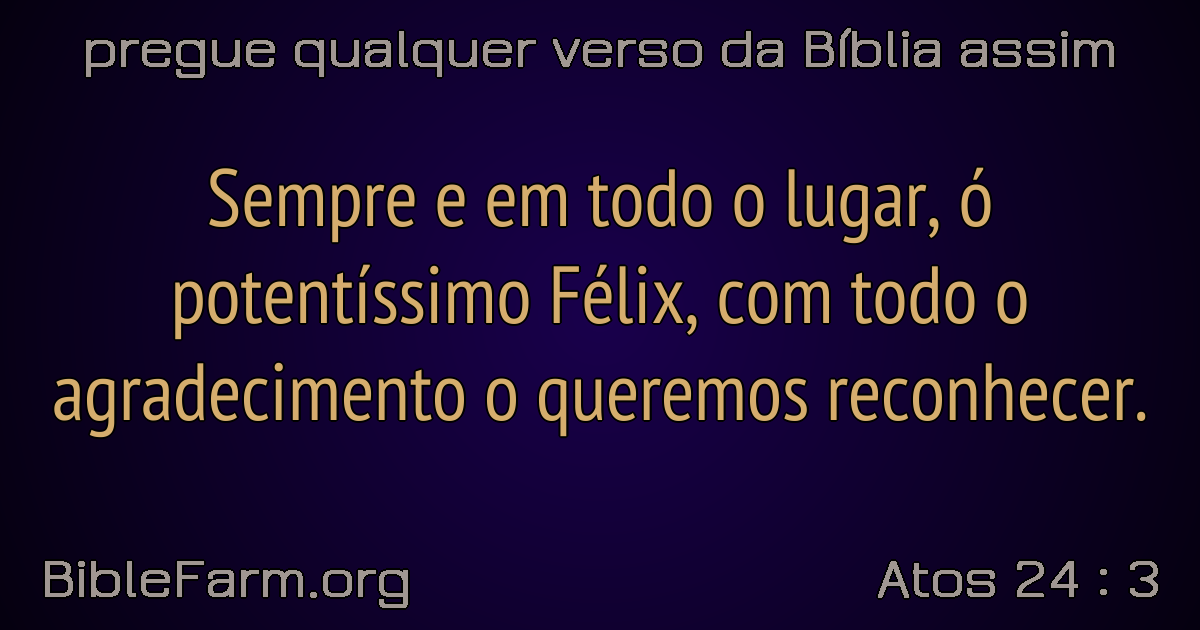 pregue qualquer verso da Bíblia assim
Sempre e em todo o lugar, ó
potentíssimo Félix, com todo o
agradecimento o queremos reconhecer.
BibleFarm.org
Atos 24 : 3